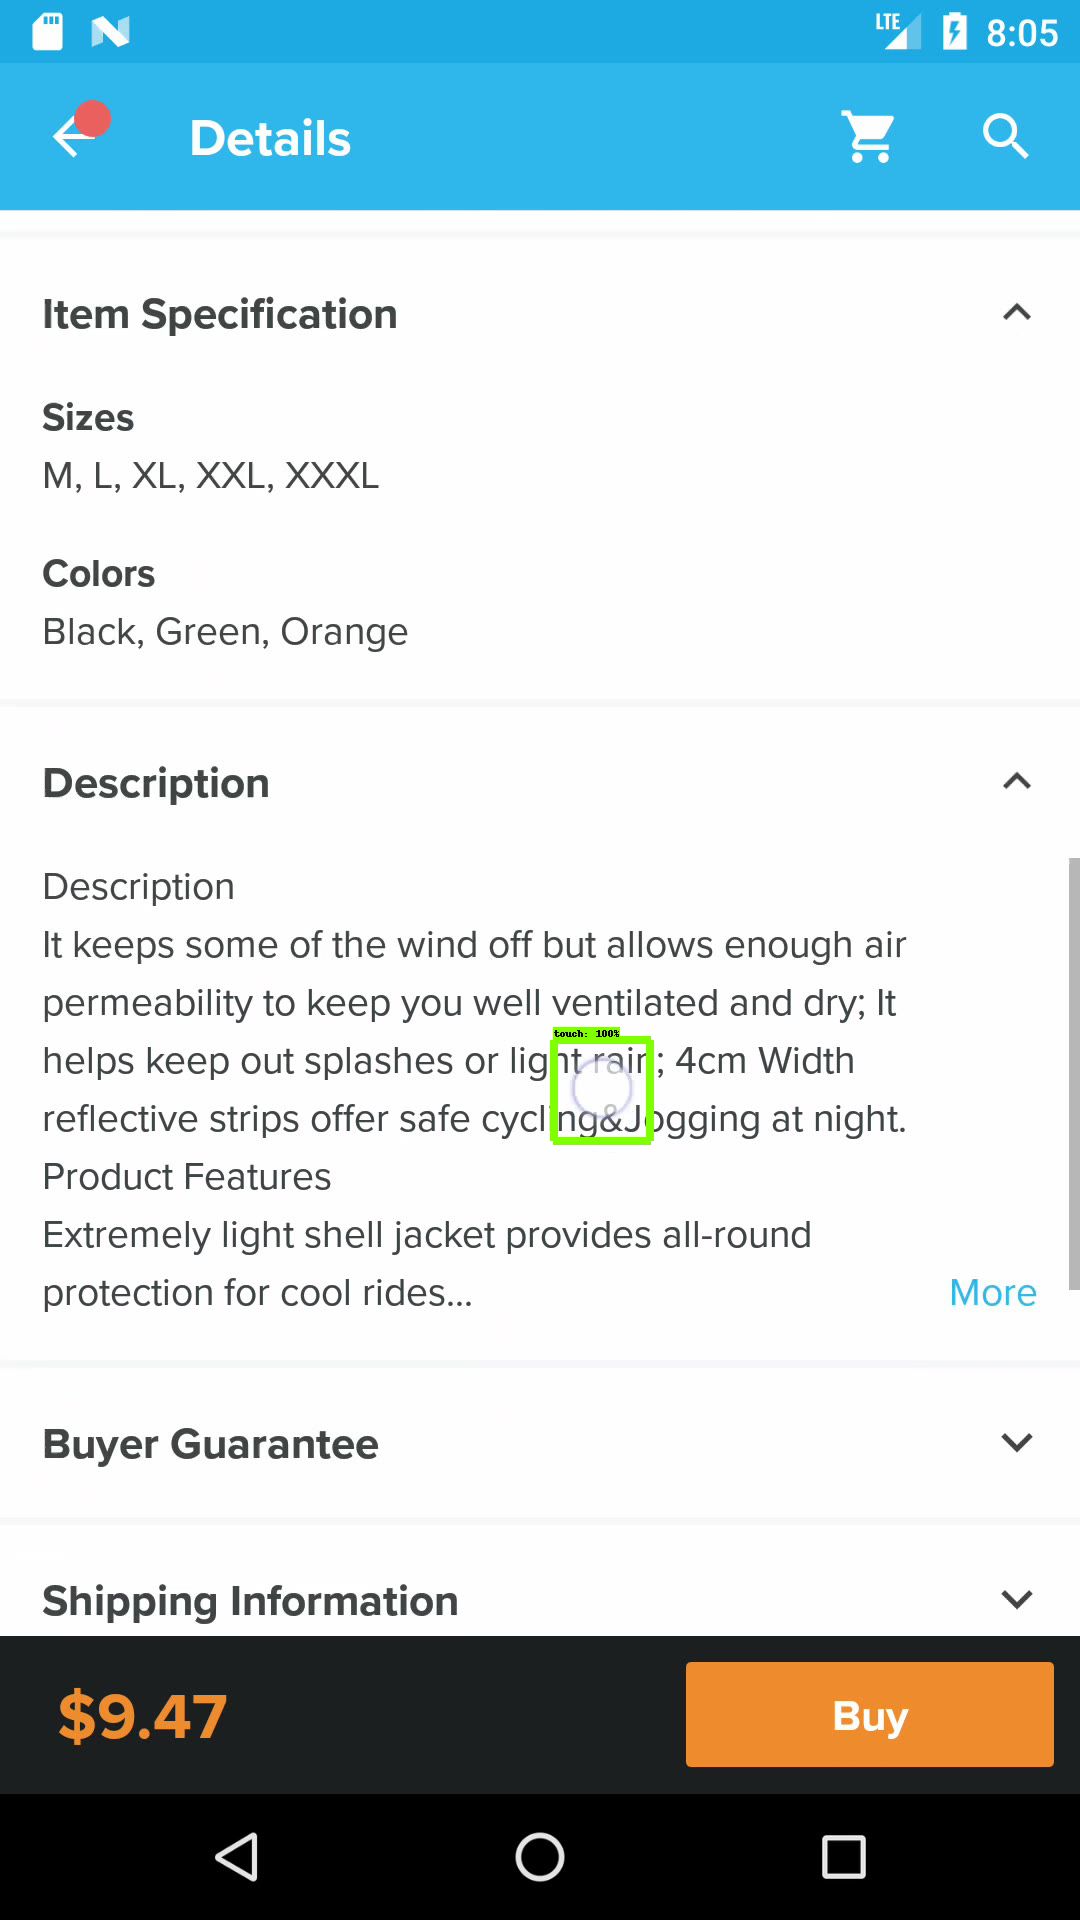 LTE 8:05
Details
Item Specification
Sizes
M, L, XL, XXL, XXXL
Colors
Black, Green, Orange
Description
Description
It keeps some of the wind off but allows enough air
permeability to keep you well ventilated and dry; It
touch: 100%
helps keep out splashes or light rain; 4cm Width
reflective strips offer safe cycling&Jogging at night.
Product Features
Extremely light shell jacket provides all-round
protection for cool rides... More
Buyer Guarantee
Shipping Information
$9.47 Buy